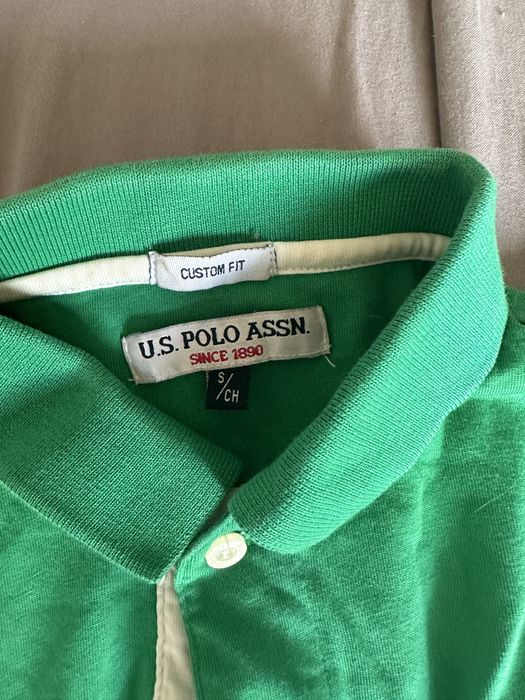 CUSTOM FIT
U.S. POLO ASSN.
SINCE 1890
S/CH